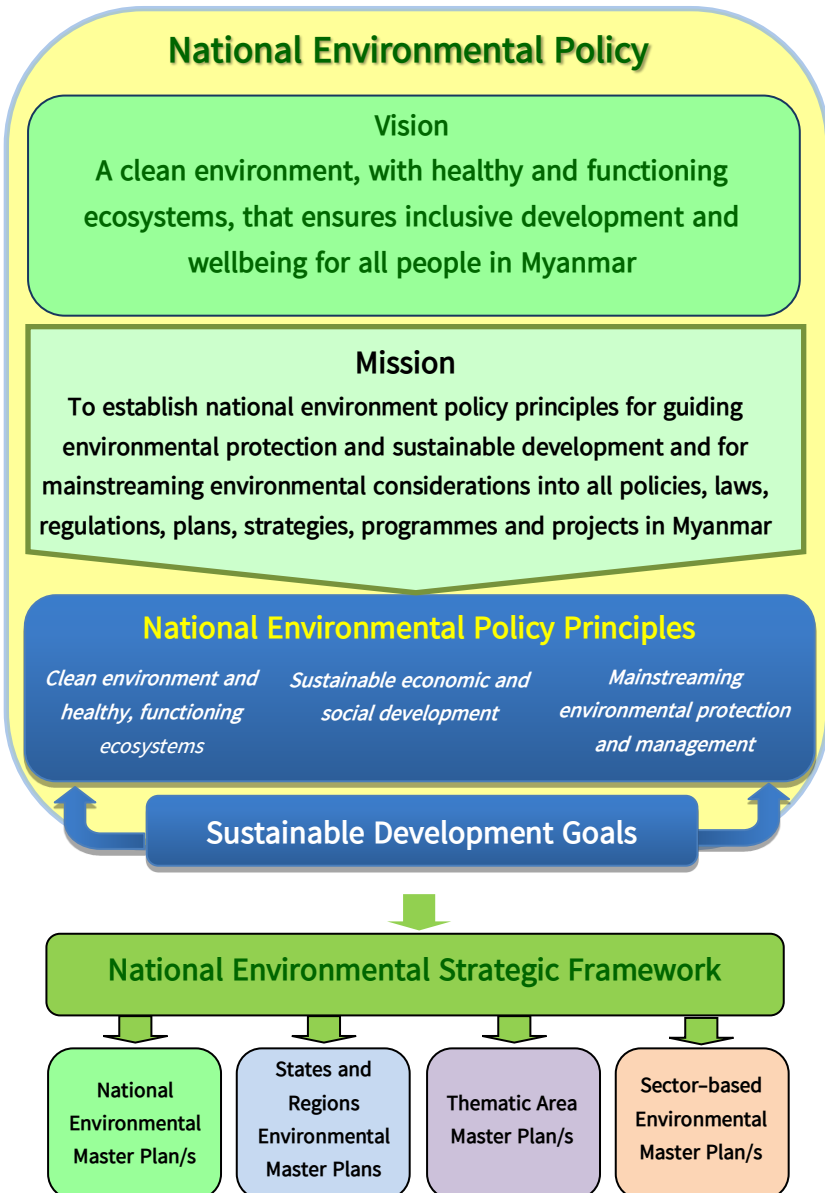 National Environmental Policy
Vision
A clean environment, with healthy and functioning
ecosystems, that ensures inclusive development and
wellbeing for all people in Myanmar
Mission
To establish national environment policy principles for guiding
environmental protection and sustainable development and for
mainstreaming environmental considerations into all policies, laws,
regulations, plans, strategies, programmes and projects in Myanmar
National Environmental Policy Principles
Clean environment and
healthy, functioning
ecosystems
Sustainable economic and
social development
Mainstreaming
environmental protection
and management
Sustainable Development Goals
National Environmental Strategic Framework
National
Environmental
Master Plan/s
States and
Regions
Environmental
Master Plans
Thematic Area
Master Plan/s
Sector-based
Environmental
Master Plan/s